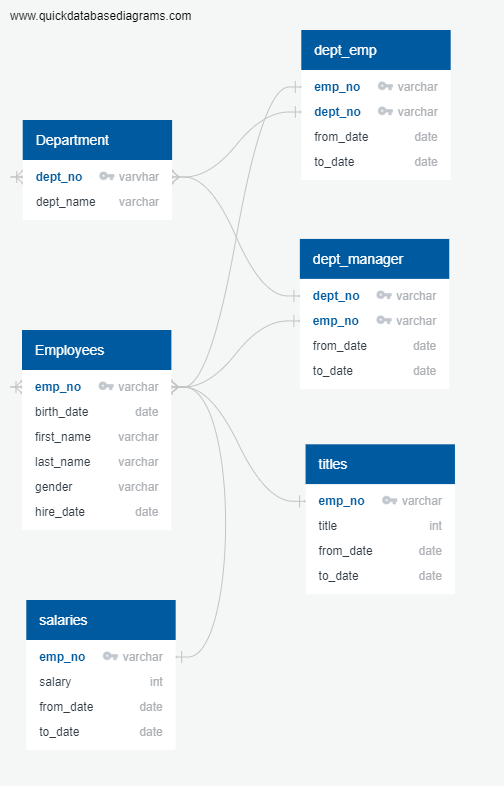 www.quickdatabasediagrams.com
dept_emp
emp_no varchar
dept_no varchar
from_date date
to_date date
Department
dept_no varvhar
dept_name varchar
dept_manager
dept_no varchar
emp_no varchar
from_date date
to_date date
Employees
emp_no varchar
birth_date date
first_name varchar
last_name varchar
gender varchar
hire_date date
titles
emp_no varchar
title int
from_date date
to_date date
salaries
emp_no varchar
salary int
from_date date
to_date date